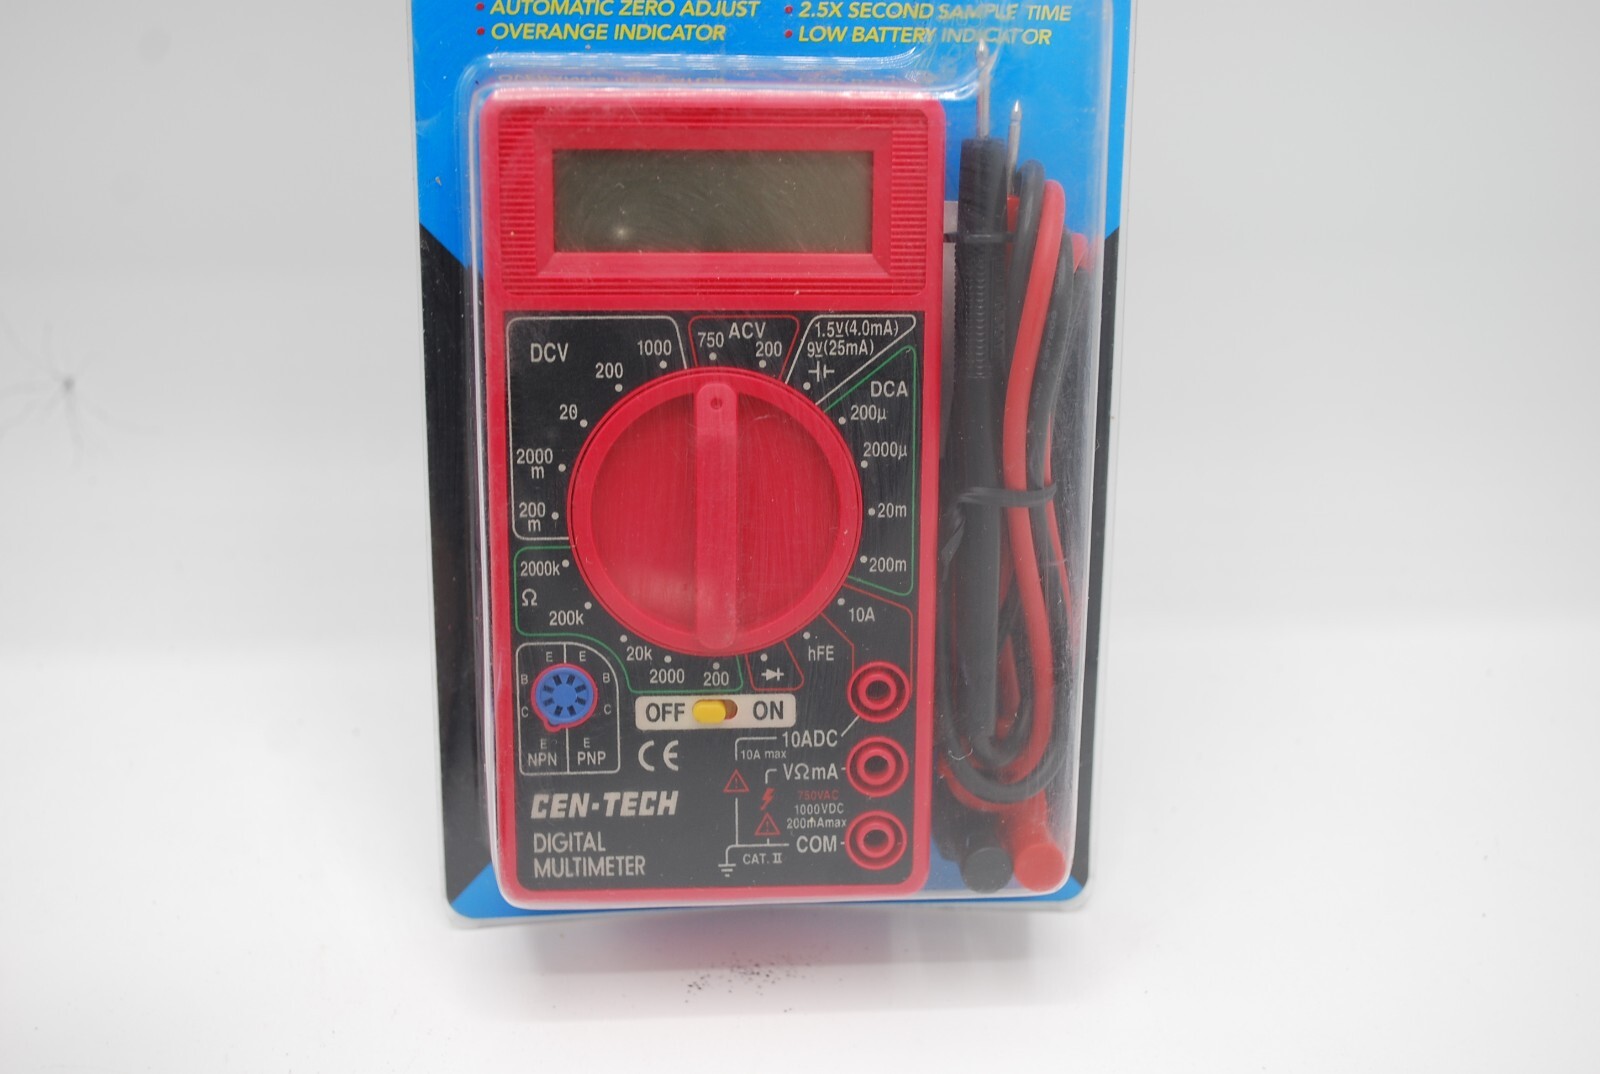 • AUTOMATIC ZERO ADJUST
• OVERANGE INDICATOR
• 2.5X SECOND SAMPLE TIME
• LOW BATTERY INDICATOR
DCV
1000
200
20
2000
m
200
m
ACV
750
200
1.5V(4.0mA)
9V(25mA)
DCA
200μ
2000μ
20m
200m
10A
hFE
2000k
Ω
200k
20k
2000
200
E E
B B
C C
E E
NPN PNP
OFF ON
CE
10ADC
10A max
VΩmA
750VAC
1000VDC
200mAmax
COM
CAT. II
CEN-TECH
DIGITAL
MULTIMETER